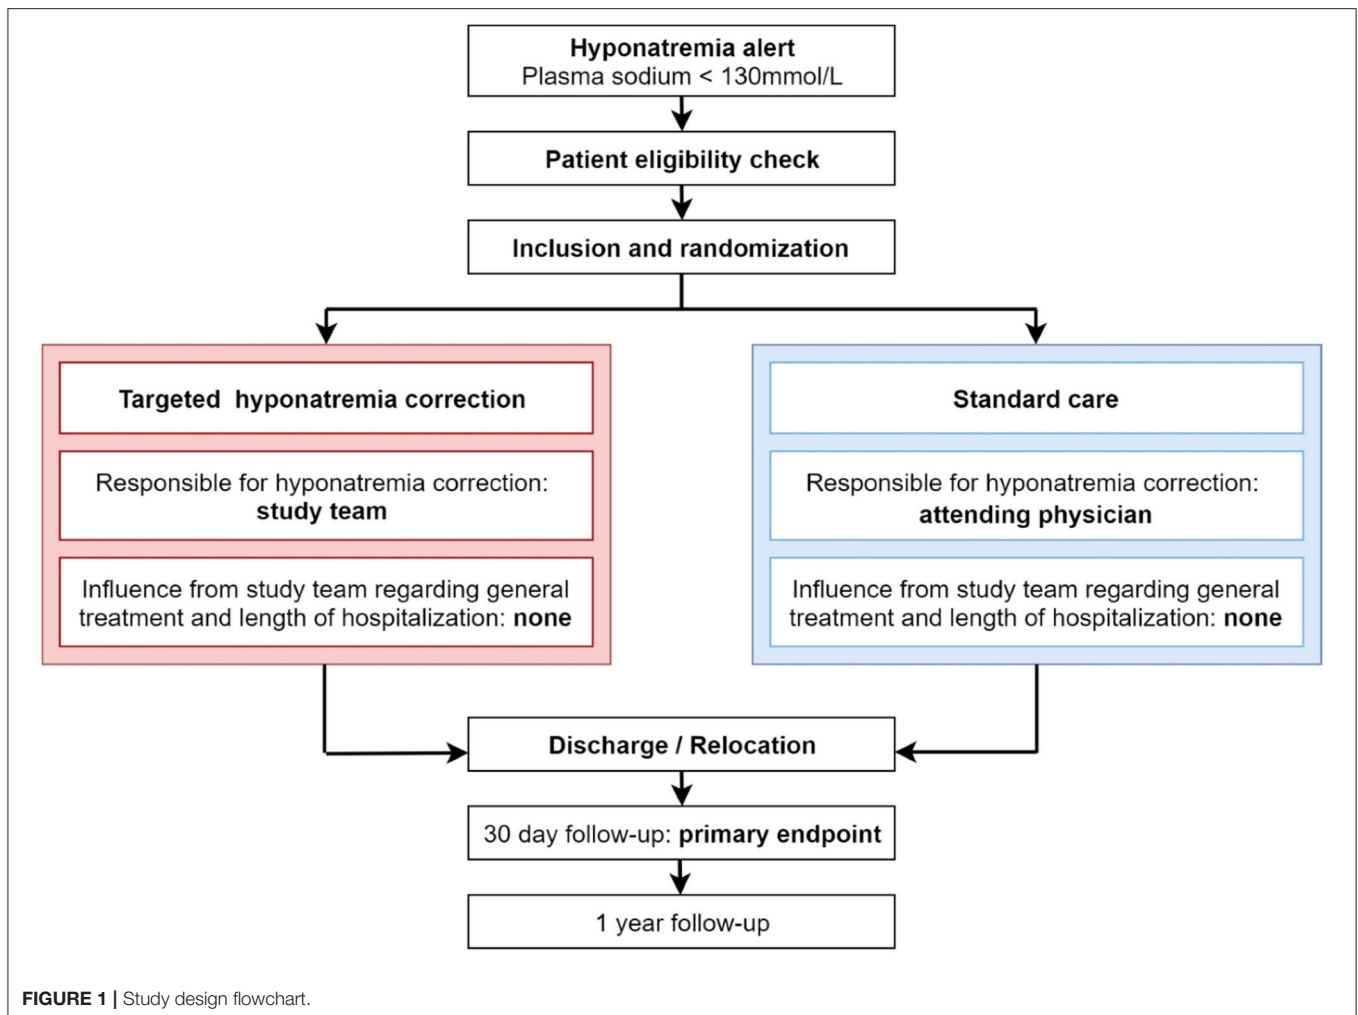 Hyponatremia alert
Plasma sodium < 130mmol/L
Patient eligibility check
Inclusion and randomization
Targeted hyponatremia correction
Responsible for hyponatremia correction:
study team
Influence from study team regarding general
treatment and length of hospitalization: none
Standard care
Responsible for hyponatremia correction:
attending physician
Influence from study team regarding general
treatment and length of hospitalization: none
Discharge / Relocation
30 day follow-up: primary endpoint
1 year follow-up
FIGURE 1 | Study design flowchart.